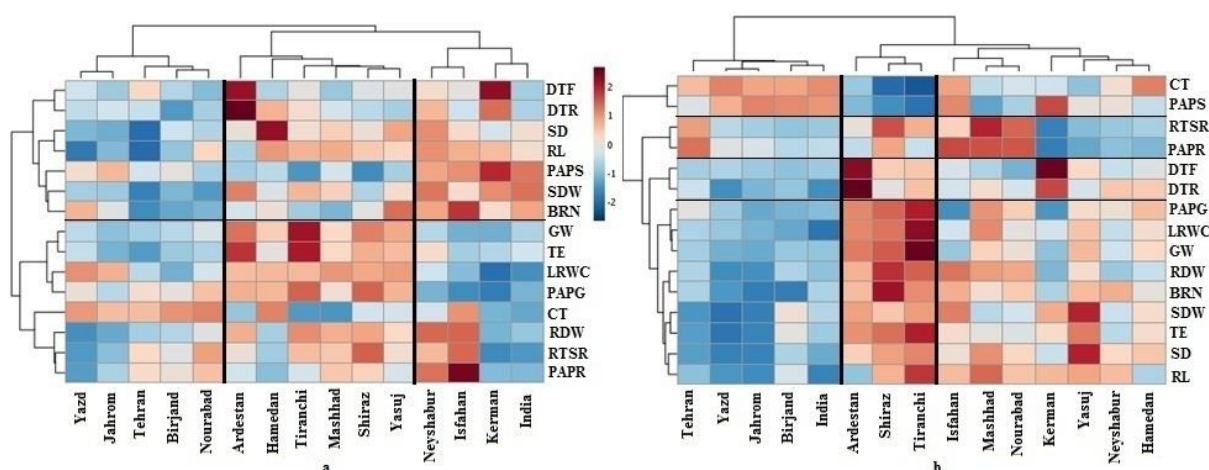 DTF
DTR
SD
RL
PAPS
SDW
BRN
GW
TE
LRWC
PAPG
CT
RDW
RTSR
PAPR
2
1
0
-1
-2
Yazd
Jahrom
Tehran
Birjand
Nourabad
Ardestan
Hamedan
Tiranchi
Mashhad
Shiraz
Yasuj
Neyshabur
Isfahan
Kerman
India
a
CT
PAPS
RTSR
PAPR
DTF
DTR
PAPG
LRWC
GW
RDW
BRN
SDW
TE
SD
RL
Tehran
Yazd
Jahrom
Birjand
India
Ardestan
Shiraz
Tiranchi
Isfahan
Mashhad
Nourabad
Kerman
Yasuj
Neyshabur
Hamedan
b